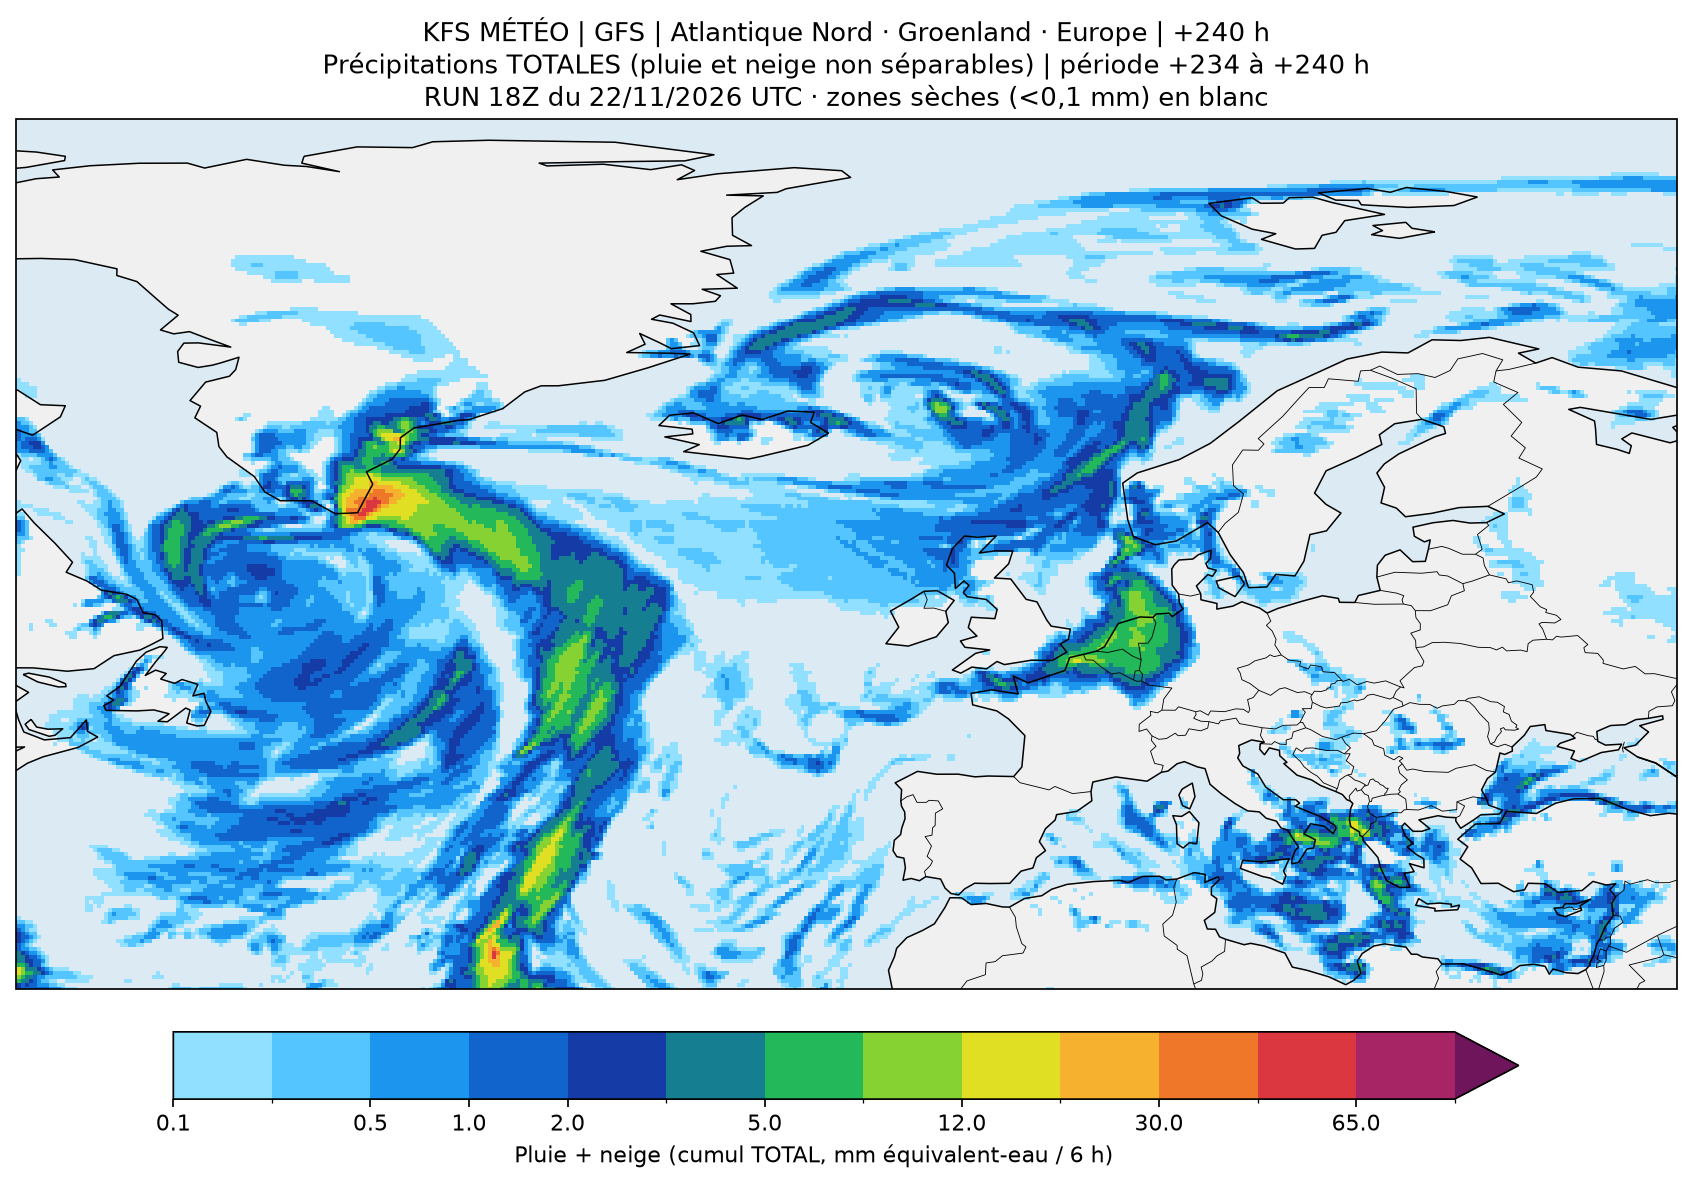 KFS MÉTÉO | GFS | Atlantique Nord · Groenland · Europe | +240 h
Précipitations TOTALES (pluie et neige non séparables) | période +234 à +240 h
RUN 18Z du 22/11/2026 UTC · zones sèches (<0,1 mm) en blanc
0.1 0.5 1.0 2.0 5.0 12.0 30.0 65.0
Pluie + neige (cumul TOTAL, mm équivalent-eau / 6 h)